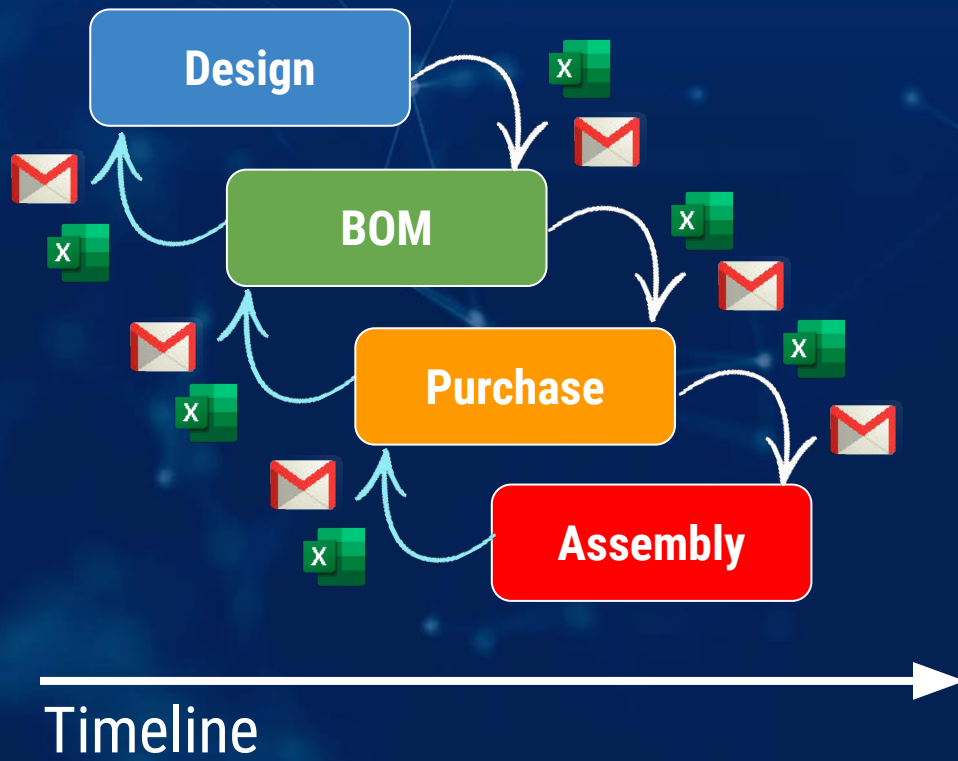 Design
X
BOM
X
X
Purchase
X
X
Assembly
X
Timeline